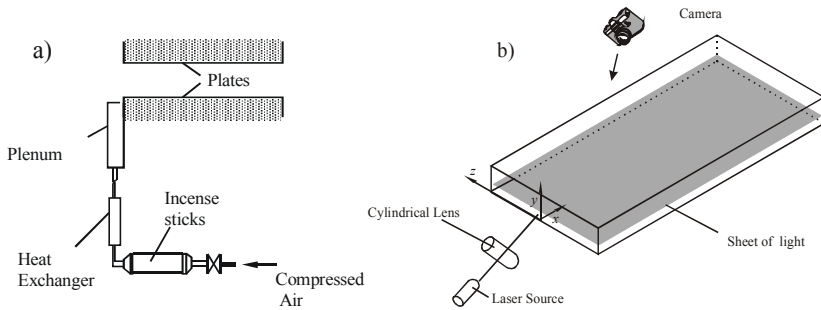 a)
Plates
Plenum
Incense
sticks
Heat
Exchanger
Compressed
Air
b)
Camera
z
y
x
Cylindrical Lens
Laser Source
Sheet of light